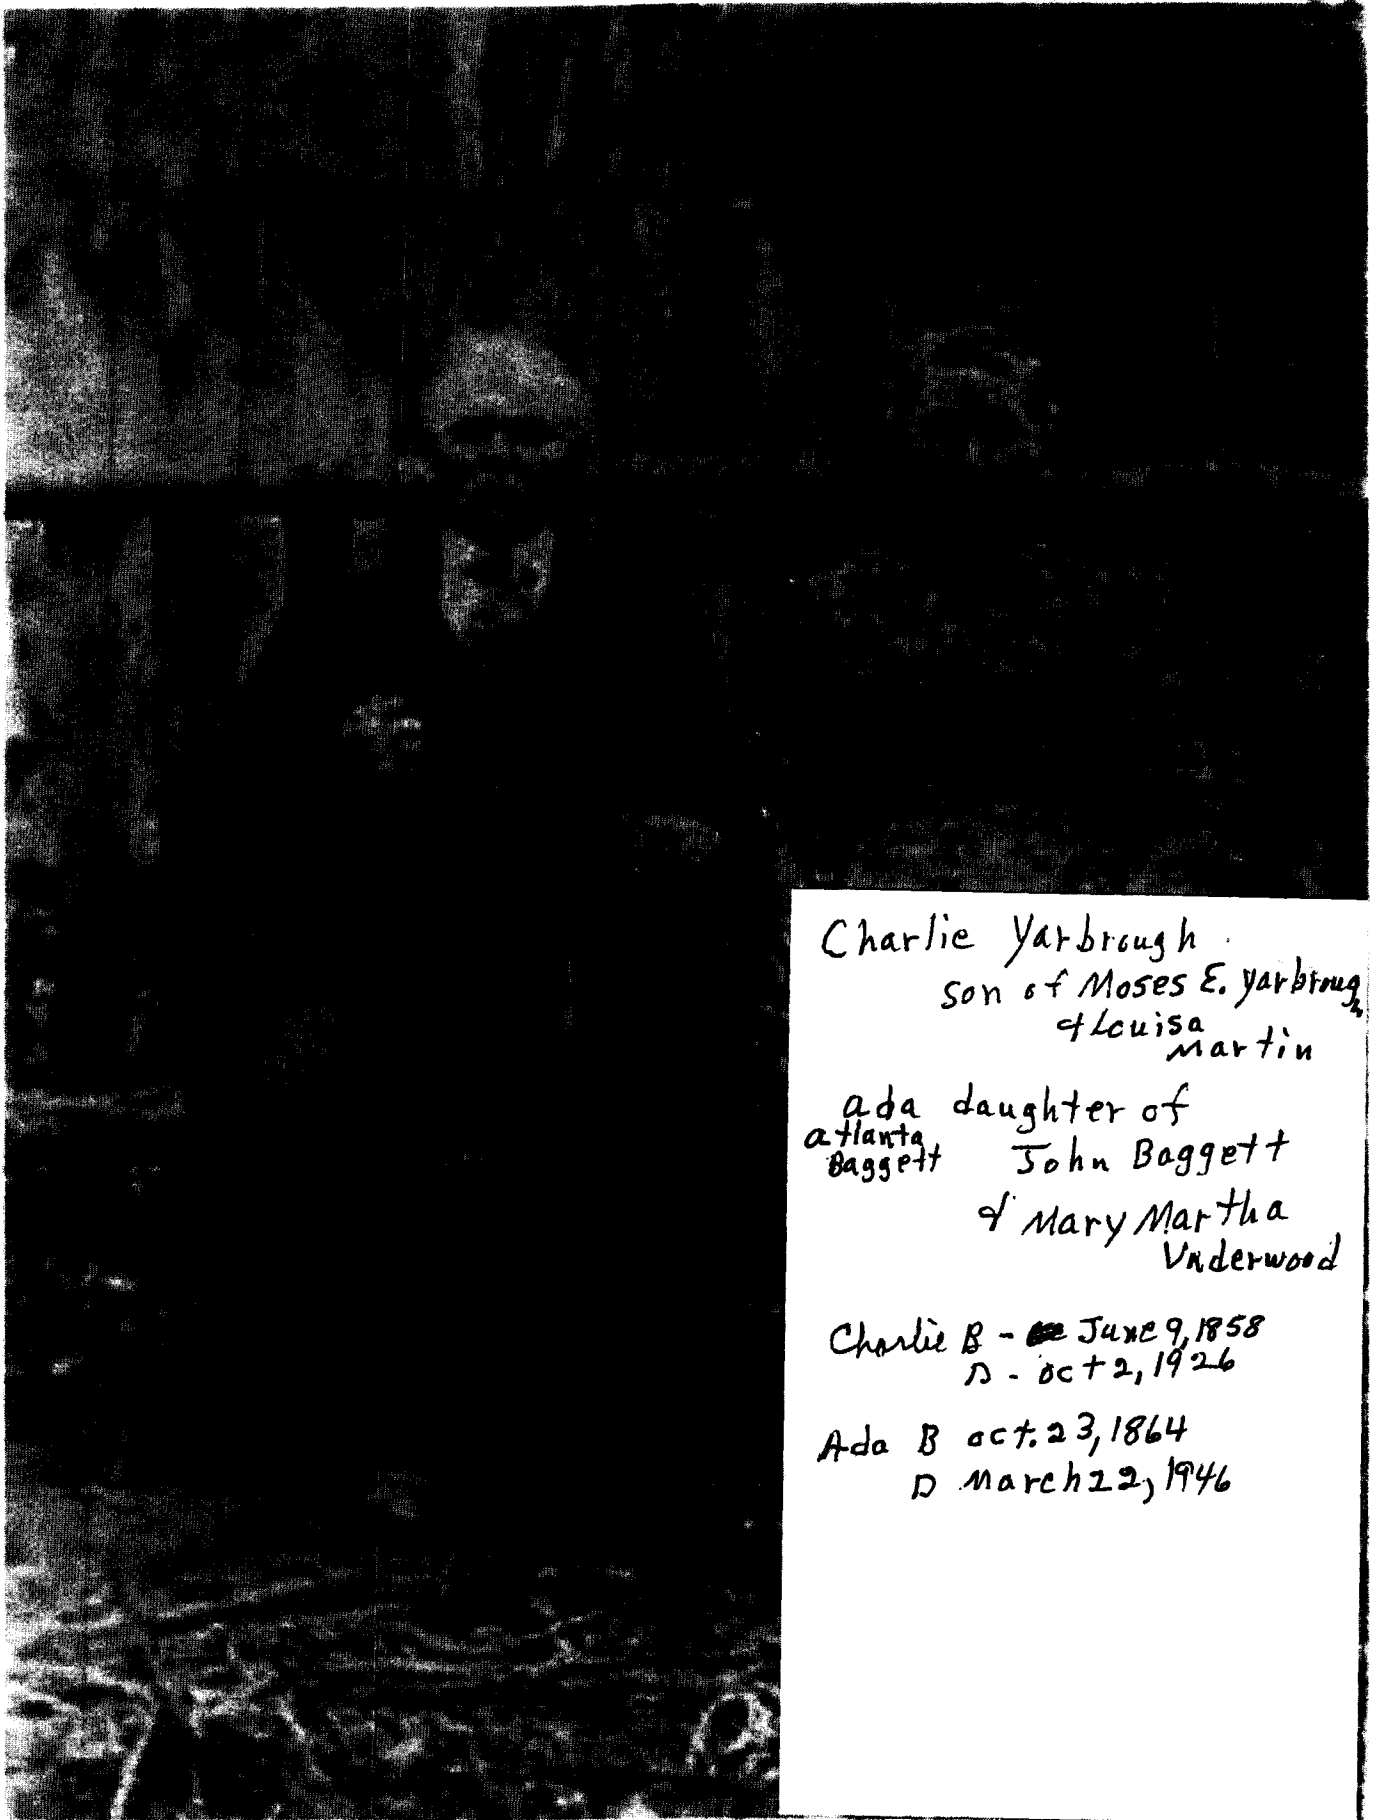 Charlie Yarbrough
son of Moses E. Yarbrough
& Louisa
Martin
Ada daughter of
Atlanta
Baggett John Baggett
& Mary Martha
Underwood
Charlie B - June 9, 1858
D - Oct 2, 1926
Ada B Oct. 23, 1864
D March 22, 1946